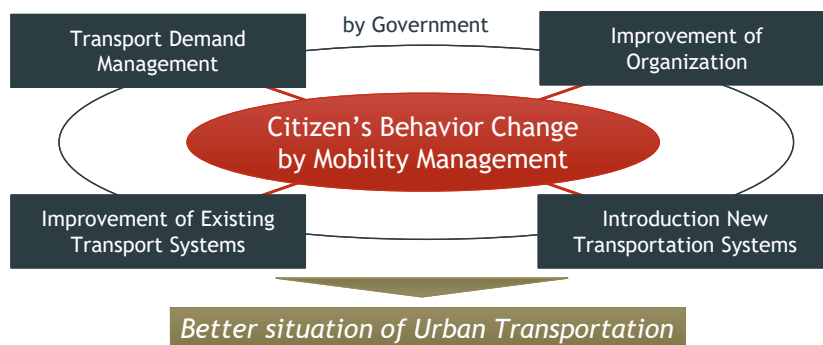 by Government
Transport Demand
Management
Improvement of
Organization
Citizen's Behavior Change
by Mobility Management
Improvement of Existing
Transport Systems
Introduction New
Transportation Systems
Better situation of Urban Transportation